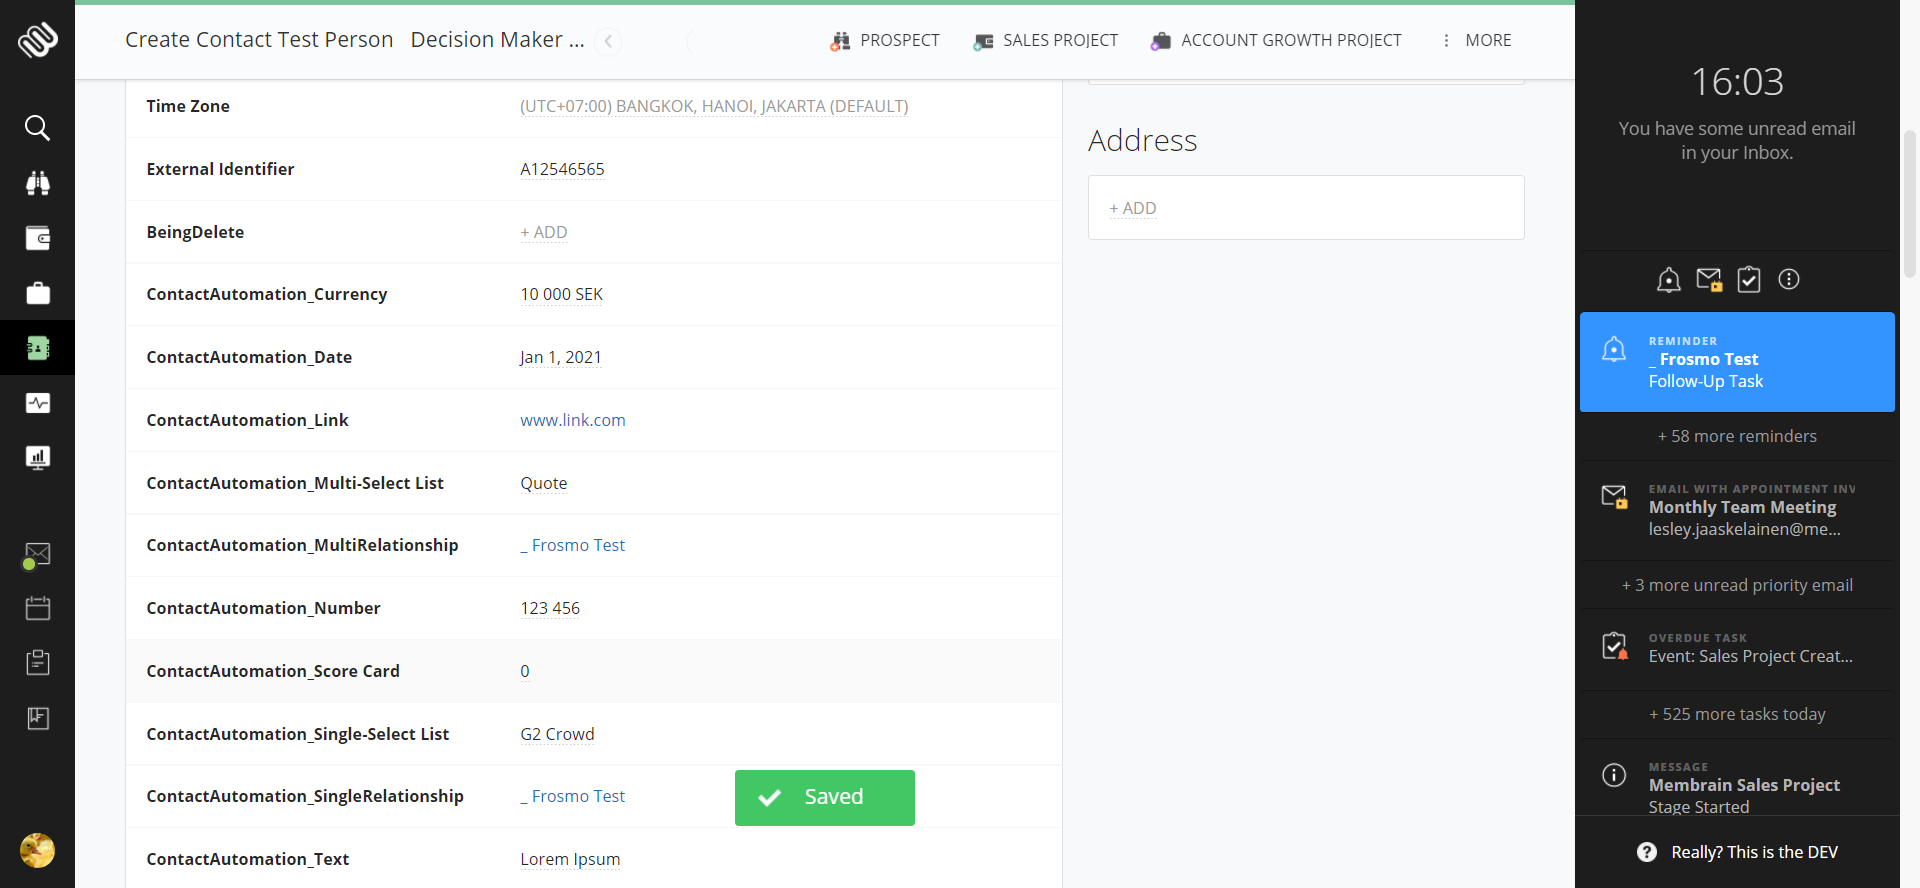 Create Contact Test Person Decision Maker ...
PROSPECT
SALES PROJECT
ACCOUNT GROWTH PROJECT
MORE
Time Zone
(UTC+07:00) BANGKOK, HANOI, JAKARTA (DEFAULT)
External Identifier
A12546565
BeingDelete
+ ADD
ContactAutomation_Currency
10 000 SEK
ContactAutomation_Date
Jan 1, 2021
ContactAutomation_Link
www.link.com
ContactAutomation_Multi-Select List
Quote
ContactAutomation_MultiRelationship
_ Frosmo Test
ContactAutomation_Number
123 456
ContactAutomation_Score Card
0
ContactAutomation_Single-Select List
G2 Crowd
ContactAutomation_SingleRelationship
_ Frosmo Test
Saved
ContactAutomation_Text
Lorem Ipsum
Address
+ ADD
16:03
You have some unread email
in your Inbox.
REMINDER
_ Frosmo Test
Follow-Up Task
+ 58 more reminders
EMAIL WITH APPOINTMENT INV
Monthly Team Meeting
lesley.jaaskelainen@me...
+ 3 more unread priority email
OVERDUE TASK
Event: Sales Project Creat...
+ 525 more tasks today
MESSAGE
Membrain Sales Project
Stage Started
Really? This is the DEV